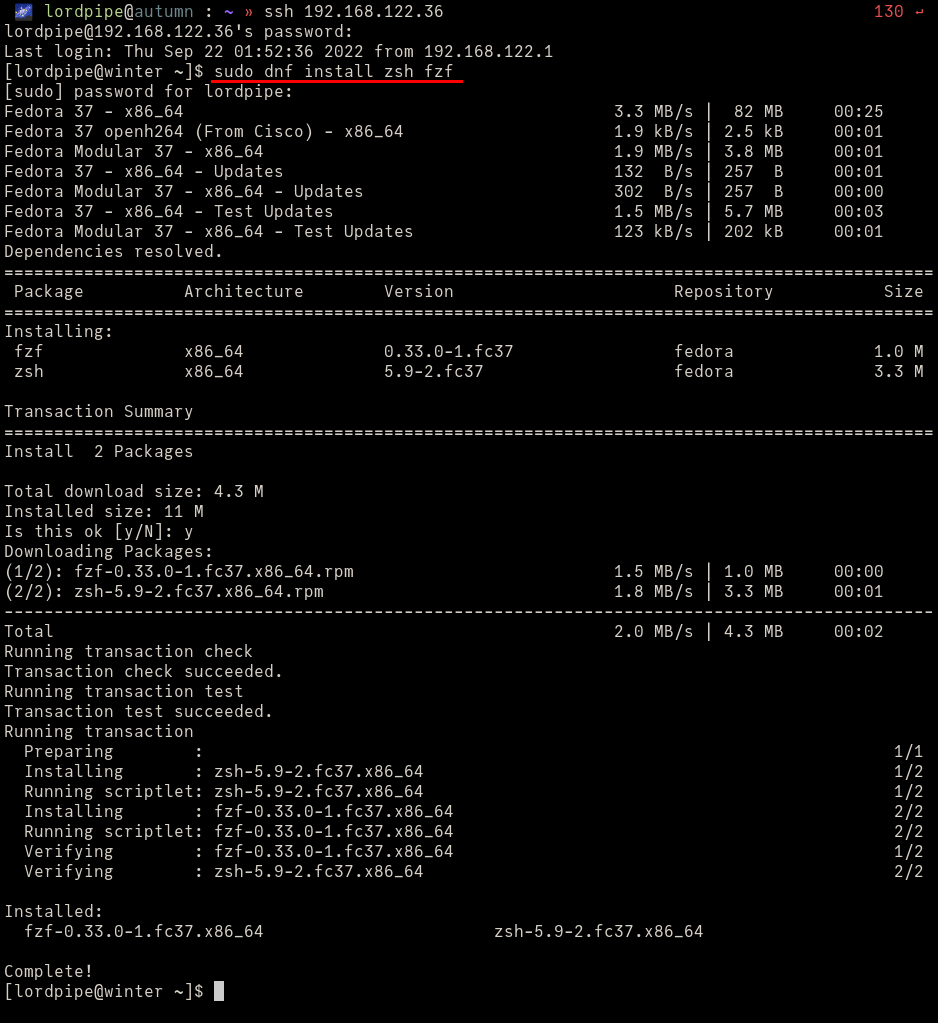 lordpipe@autumn : ~ » ssh 192.168.122.36 130 ↵
lordpipe@192.168.122.36's password:
Last login: Thu Sep 22 01:52:36 2022 from 192.168.122.1
[lordpipe@winter ~]$ sudo dnf install zsh fzf
[sudo] password for lordpipe:
Fedora 37 - x86_64 3.3 MB/s | 82 MB 00:25
Fedora 37 openh264 (From Cisco) - x86_64 1.9 kB/s | 2.5 kB 00:01
Fedora Modular 37 - x86_64 1.9 MB/s | 3.8 MB 00:01
Fedora 37 - x86_64 - Updates 132 B/s | 257 B 00:01
Fedora Modular 37 - x86_64 - Updates 302 B/s | 257 B 00:00
Fedora 37 - x86_64 - Test Updates 1.5 MB/s | 5.7 MB 00:03
Fedora Modular 37 - x86_64 - Test Updates 123 kB/s | 202 kB 00:01
Dependencies resolved.
=============================================================================================
Package Architecture Version Repository Size
=============================================================================================
Installing:
fzf x86_64 0.33.0-1.fc37 fedora 1.0 M
zsh x86_64 5.9-2.fc37 fedora 3.3 M
Transaction Summary
=============================================================================================
Install 2 Packages
Total download size: 4.3 M
Installed size: 11 M
Is this ok [y/N]: y
Downloading Packages:
(1/2): fzf-0.33.0-1.fc37.x86_64.rpm 1.5 MB/s | 1.0 MB 00:00
(2/2): zsh-5.9-2.fc37.x86_64.rpm 1.8 MB/s | 3.3 MB 00:01
---------------------------------------------------------------------------------------------
Total 2.0 MB/s | 4.3 MB 00:02
Running transaction check
Transaction check succeeded.
Running transaction test
Transaction test succeeded.
Running transaction
Preparing : 1/1
Installing : zsh-5.9-2.fc37.x86_64 1/2
Running scriptlet: zsh-5.9-2.fc37.x86_64 1/2
Installing : fzf-0.33.0-1.fc37.x86_64 2/2
Running scriptlet: fzf-0.33.0-1.fc37.x86_64 2/2
Verifying : fzf-0.33.0-1.fc37.x86_64 1/2
Verifying : zsh-5.9-2.fc37.x86_64 2/2
Installed:
fzf-0.33.0-1.fc37.x86_64 zsh-5.9-2.fc37.x86_64
Complete!
[lordpipe@winter ~]$